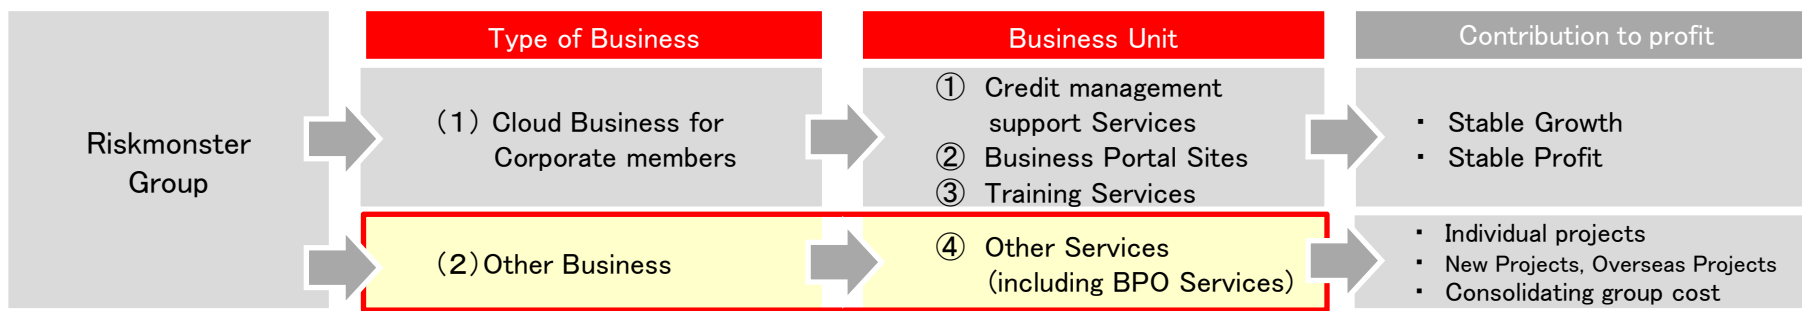 Type of Business
Business Unit
Contribution to profit
Riskmonster
Group
(1) Cloud Business for
Corporate members
① Credit management
support Services
② Business Portal Sites
③ Training Services
・ Stable Growth
・ Stable Profit
(2)Other Business
④ Other Services
(including BPO Services)
・ Individual projects
・ New Projects, Overseas Projects
・ Consolidating group cost